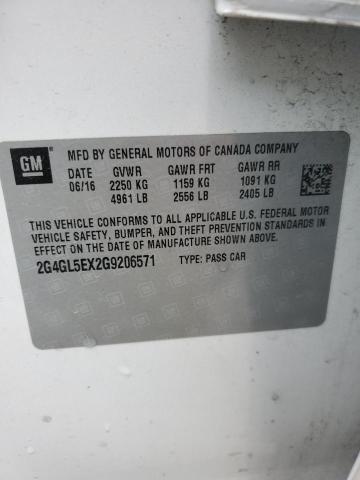 GM
MFD BY GENERAL MOTORS OF CANADA COMPANY
DATE GVWR GAWR FRT GAWR RR
06/16 2250 KG 1159 KG 1091 KG
4961 LB 2556 LB 2405 LB
THIS VEHICLE CONFORMS TO ALL APPLICABLE U.S. FEDERAL MOTOR
VEHICLE SAFETY, BUMPER, AND THEFT PREVENTION STANDARDS IN
EFFECT ON THE DATE OF MANUFACTURE SHOWN ABOVE.
2G4GL5EX2G9206571 TYPE: PASS CAR